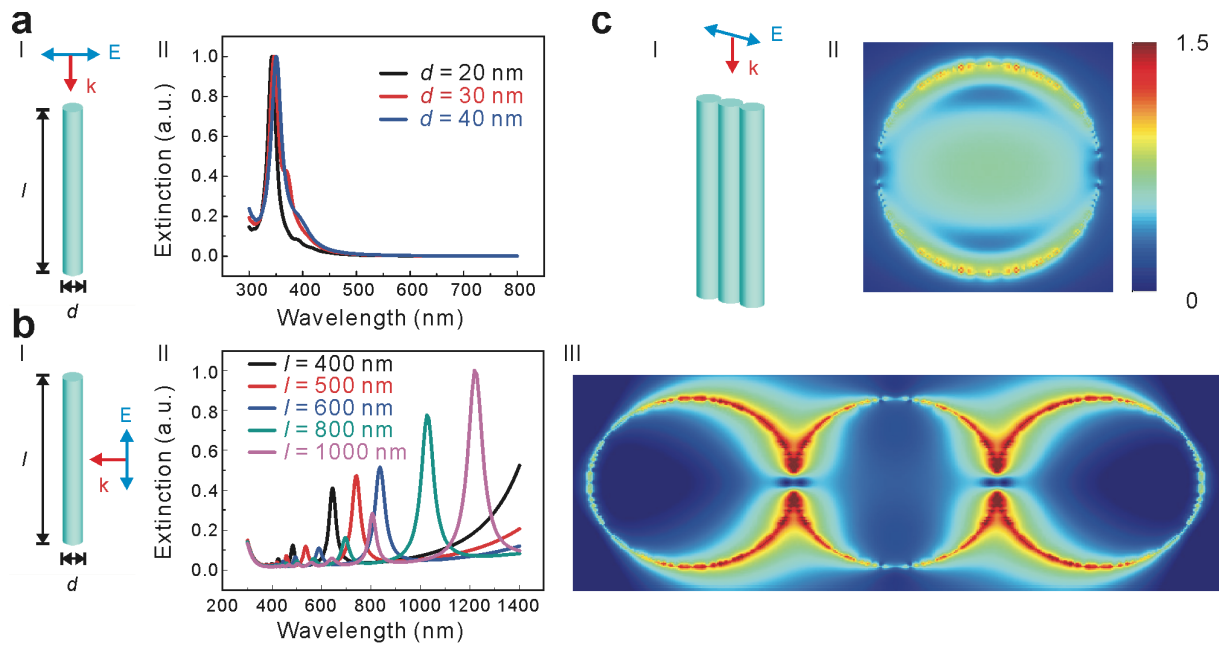 a
I
E
k
l
d
II
Extinction (a.u.)
1.0
0.8
0.6
0.4
0.2
0.0
d = 20 nm
d = 30 nm
d = 40 nm
300 400 500 600 700 800
Wavelength (nm)
b
I
E
k
l
d
II
Extinction (a.u.)
1.0
0.8
0.6
0.4
0.2
0.0
l = 400 nm
l = 500 nm
l = 600 nm
l = 800 nm
l = 1000 nm
200 400 600 800 1000 1200 1400
Wavelength (nm)
c
I
E
k
II
1.5
0
III